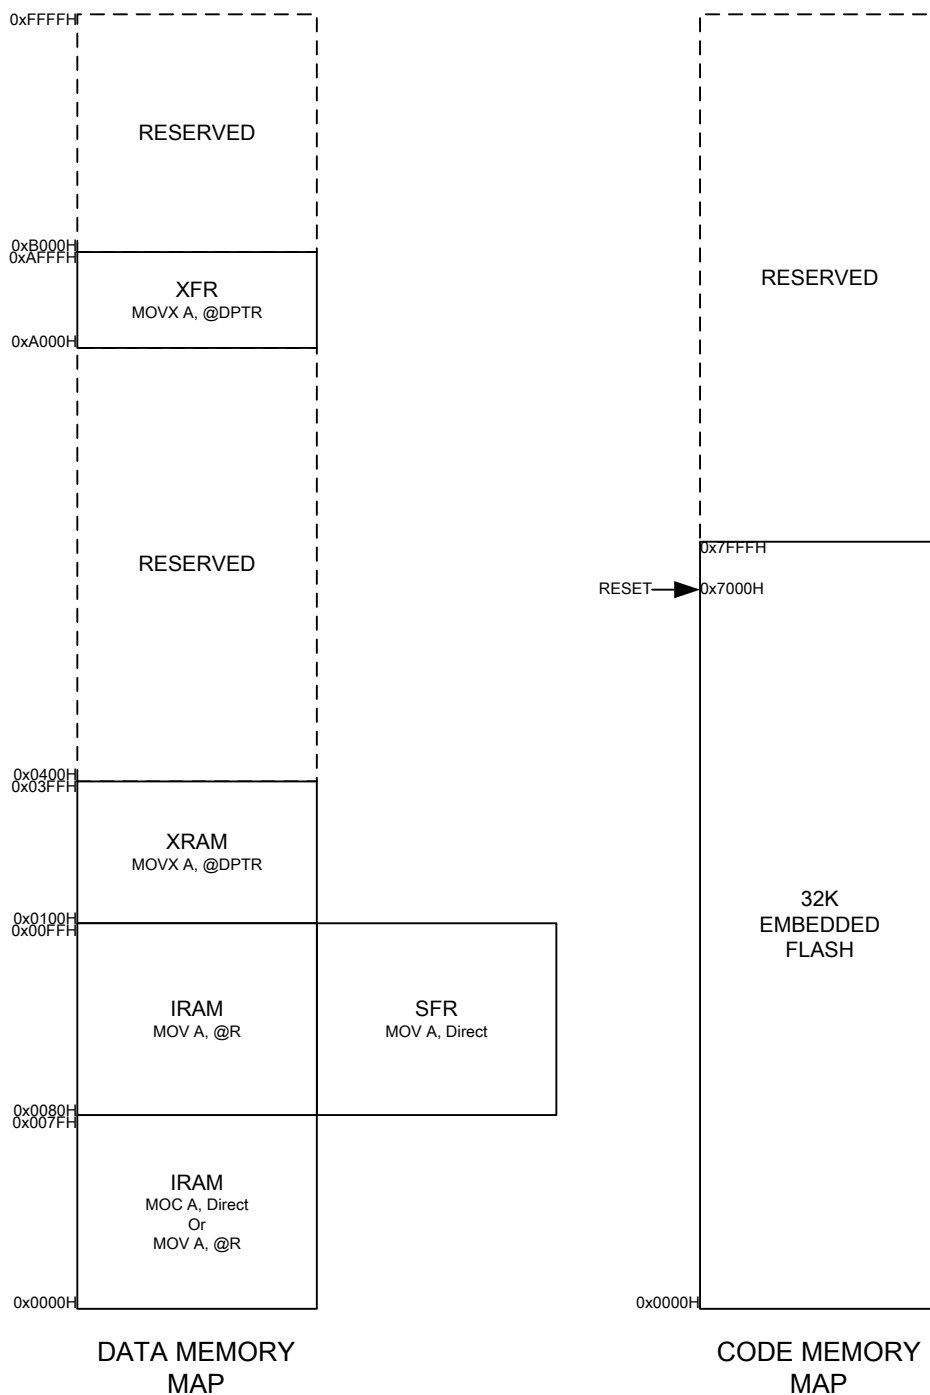 0xFFFFH
RESERVED
0xB000H
0xAFFFH
XFR
MOVX A, @DPTR
0xA000H
RESERVED
0x0400H
0x03FFH
XRAM
MOVX A, @DPTR
0x0100H
0x00FFH
IRAM
MOV A, @R
SFR
MOV A, Direct
0x0080H
0x007FH
IRAM
MOC A, Direct
Or
MOV A, @R
0x0000H
DATA MEMORY
MAP
RESERVED
0x7FFFH
RESET
0x7000H
32K
EMBEDDED
FLASH
0x0000H
CODE MEMORY
MAP